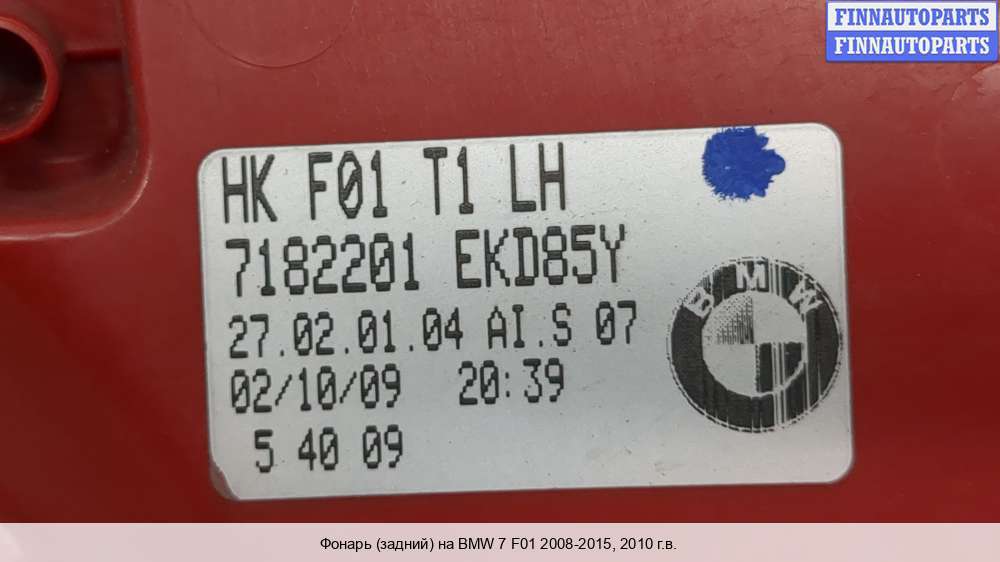 FINNAUTOPARTS
FINNAUTOPARTS
HK F01 T1 LH
7182201 EKD85Y
27.02.01.04 AI.S 07
02/10/09 20:39
5 40 09
BMW
Фонарь (задний) на BMW 7 F01 2008-2015, 2010 г.в.